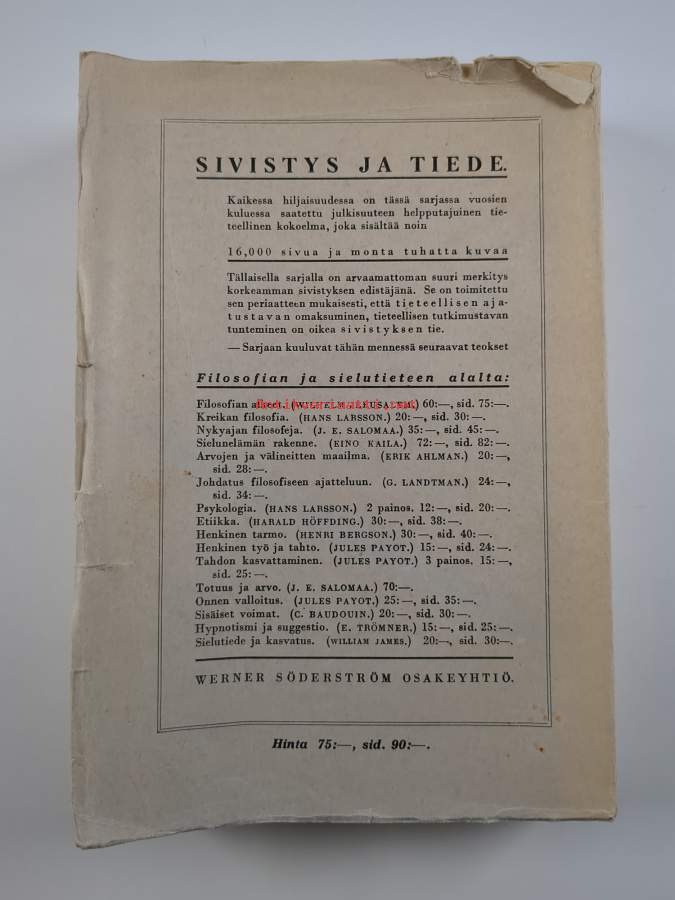 SIVISTYS JA TIEDE.
Kaikessa hiljaisuudessa on tässä sarjassa vuosien
kuluessa saatettu julkisuuteen helpputajuinen tie-
teellinen kokoelma, joka sisältää noin
16,000 sivua ja monta tuhatta kuvaa
Tällaisella sarjalla on arvaamattoman suuri merkitys
korkeamman sivistyksen edistäjänä. Se on toimitettu
sen periaatteen mukaisesti, että tieteellisen aja-
tustavan omaksuminen, tieteellisen tutkimustavan
tunteminen on oikea sivistyksen tie.
— Sarjaan kuuluvat tähän mennessä seuraavat teokset
Filosofian ja sielutieteen alalta:
Filosofian alkeet. (WILHELM JERUSALEM.) 60:—, sid. 75:—.
Kreikan filosofia. (HANS LARSSON.) 20:—, sid. 30:—.
Nykyajan filosofeja. (J. E. SALOMAA.) 35:—, sid. 45:—.
Sielunelämän rakenne. (EINO KAILA.) 72:—, sid. 82:—.
Arvojen ja välineitten maailma. (ERIK AHLMAN.) 20:—,
sid. 28:—.
Johdatus filosofiseen ajatteluun. (G. LANDTMAN.) 24:—,
sid. 34:—.
Psykologia. (HANS LARSSON.) 2 painos. 12:—, sid. 20:—.
Etiikka. (HARALD HÖFFDING.) 30:—, sid. 38:—.
Henkinen tarmo. (HENRI BERGSON.) 30:—, sid. 40:—.
Henkinen työ ja tahto. (JULES PAYOT.) 15:—, sid. 24:—.
Tahdon kasvattaminen. (JULES PAYOT.) 3 painos. 15:—,
sid. 25:—.
Totuus ja arvo. (J. E. SALOMAA.) 70:—.
Onnen valloitus. (JULES PAYOT.) 25:—, sid. 35:—.
Sisäiset voimat. (C. BAUDOUIN.) 20:—, sid. 30:—.
Hypnotismi ja suggestio. (E. TRÖMNER.) 15:—, sid. 25:—.
Sielutiede ja kasvatus. (WILLIAM JAMES.) 20:—, sid. 30:—.
WERNER SÖDERSTRÖM OSAKEYHTIÖ.
Hinta 75:—, sid. 90:—.